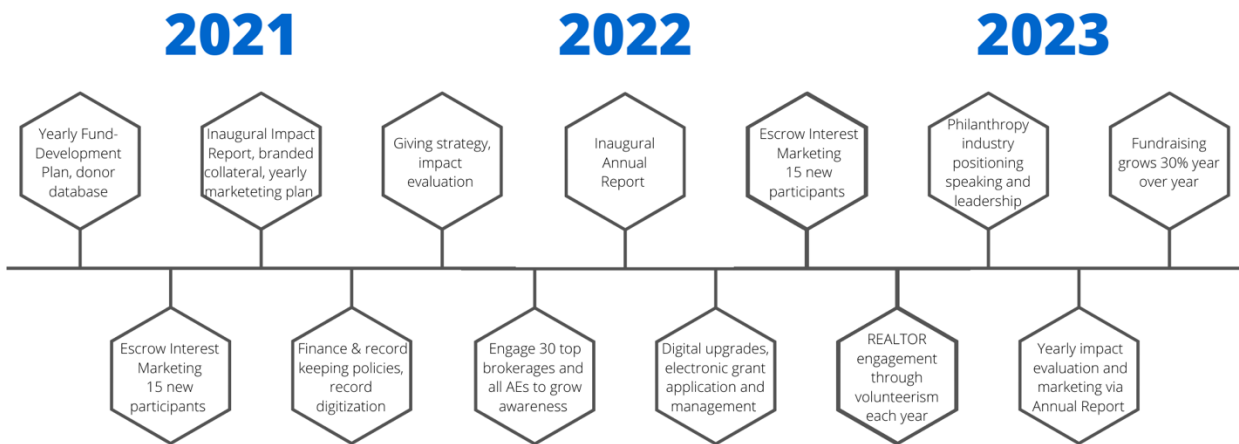 2021
2022
2023
Yearly Fund-
Development
Plan, donor
database
Inaugural Impact
Report, branded
collateral, yearly
marketeting plan
Giving strategy,
impact
evaluation
Inaugural
Annual
Report
Escrow Interest
Marketing
15 new
participants
Philanthropy
industry
positioning
speaking and
leadership
Fundraising
grows 30% year
over year
Escrow Interest
Marketing
15 new
participants
Finance & record
keeping policies,
record
digitization
Engage 30 top
brokerages and
all AEs to grow
awareness
Digital upgrades,
electronic grant
application and
management
REALTOR
engagement
through
volunteerism
each year
Yearly impact
evaluation and
marketing via
Annual Report